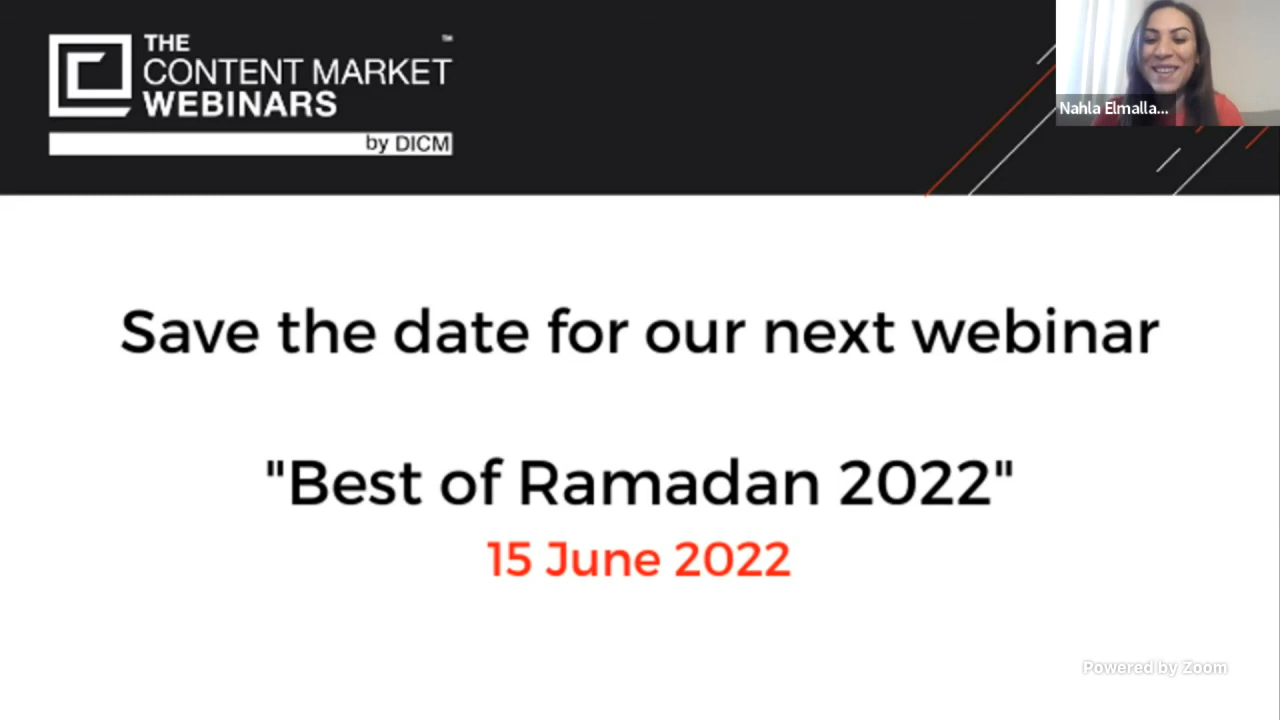 THE
CONTENT MARKET
WEBINARS
™
by DICM
Nahla Elmalla...
Save the date for our next webinar
"Best of Ramadan 2022"
15 June 2022
Powered by Zoom